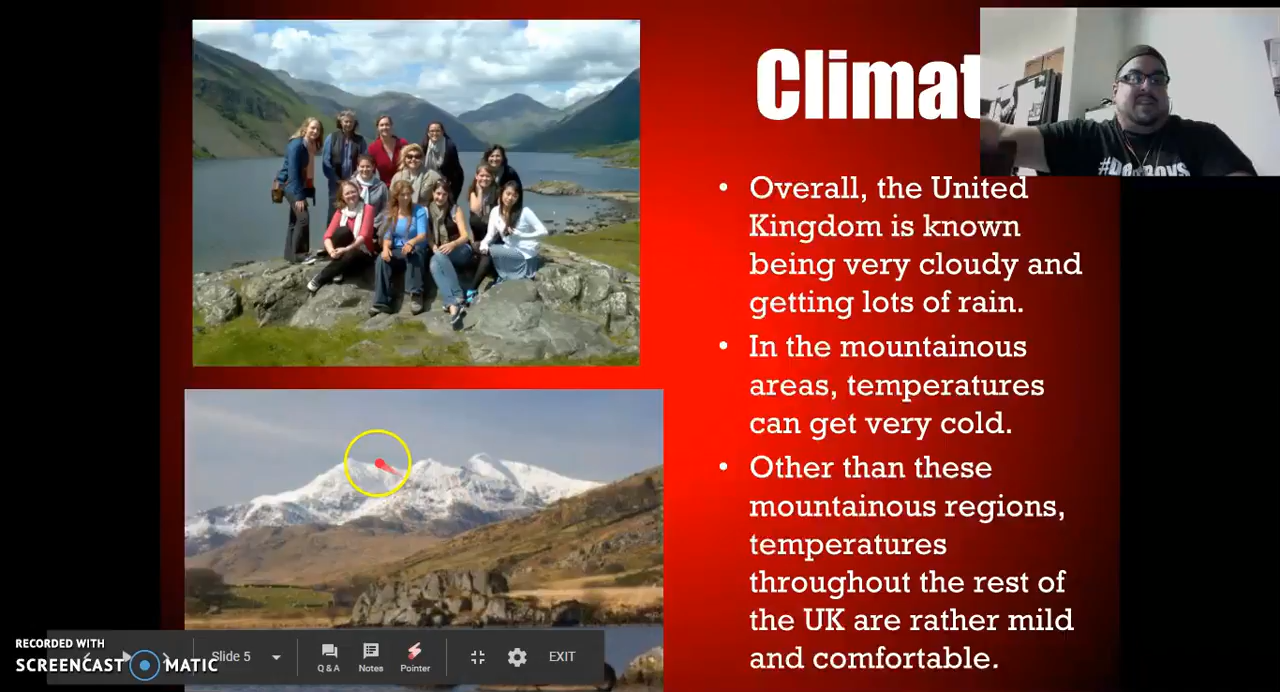 Climat
• Overall, the United
Kingdom is known
being very cloudy and
getting lots of rain.
• In the mountainous
areas, temperatures
can get very cold.
• Other than these
mountainous regions,
temperatures
throughout the rest of
the UK are rather mild
and comfortable.
RECORDED WITH
SCREENCAST MATIC
Slide 5
Q & A
Notes
Pointer
EXIT